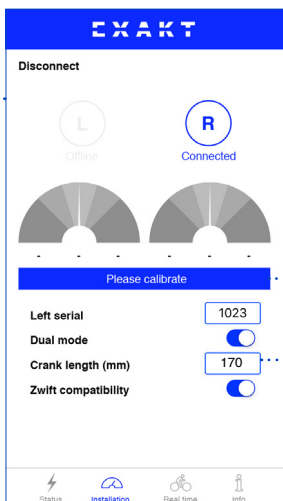 EXAKT
Disconnect
L R
Offline Connected
- - - - - -
Please calibrate
Left serial 1023
Dual mode
Crank length (mm) 170
Zwift compatibility
Status Installation Real time Info